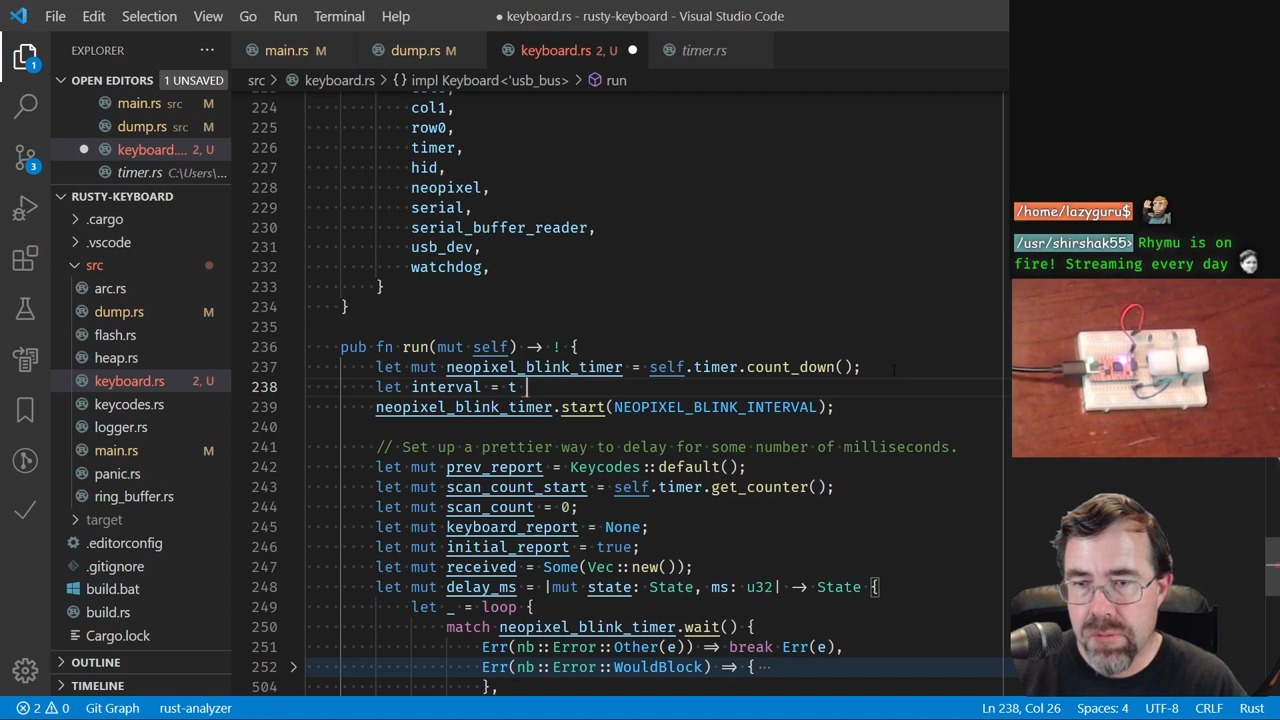 File Edit Selection View Go Run Terminal Help
● keyboard.rs - rusty-keyboard - Visual Studio Code
EXPLORER ···
main.rs M
dump.rs M
keyboard.rs 2, U ●
timer.rs
OPEN EDITORS 1 UNSAVED
main.rs src M
dump.rs src M
● keyboard.... 2, U
timer.rs C:\Users\...
RUSTY-KEYBOARD
.cargo
.vscode
src
arc.rs
dump.rs M
flash.rs
heap.rs
keyboard.rs 2, U
keycodes.rs
logger.rs
main.rs M
panic.rs
ring_buffer.rs
target
.editorconfig
.gitignore
build.bat
build.rs
Cargo.lock
OUTLINE
TIMELINE
1
3
src > keyboard.rs > {} impl Keyboard<'usb_bus> > run
224 col1,
225 row0,
226 timer,
227 hid,
228 neopixel,
229 serial,
230 serial_buffer_reader,
231 usb_dev,
232 watchdog,
233 }
234 }
235
236 pub fn run(mut self) → ! {
237 let mut neopixel_blink_timer = self.timer.count_down();
238 let interval = t
239 neopixel_blink_timer.start(NEOPIXEL_BLINK_INTERVAL);
240
241 // Set up a prettier way to delay for some number of milliseconds.
242 let mut prev_report = Keycodes::default();
243 let mut scan_count_start = self.timer.get_counter();
244 let mut scan_count = 0;
245 let mut keyboard_report = None;
246 let mut initial_report = true;
247 let mut received = Some(Vec::new());
248 let mut delay_ms = |mut state: State, ms: u32| → State {
249 let _ = loop {
250 match neopixel_blink_timer.wait() {
251 Err(nb::Error::Other(e)) ⇒ break Err(e),
252 Err(nb::Error::WouldBlock) ⇒ { ···
504 },
/home/lazyguru$
/usr/shirshak55> Rhymu is on
fire! Streaming every day
2 0 Git Graph rust-analyzer Ln 238, Col 26 Spaces: 4 UTF-8 CRLF Rust